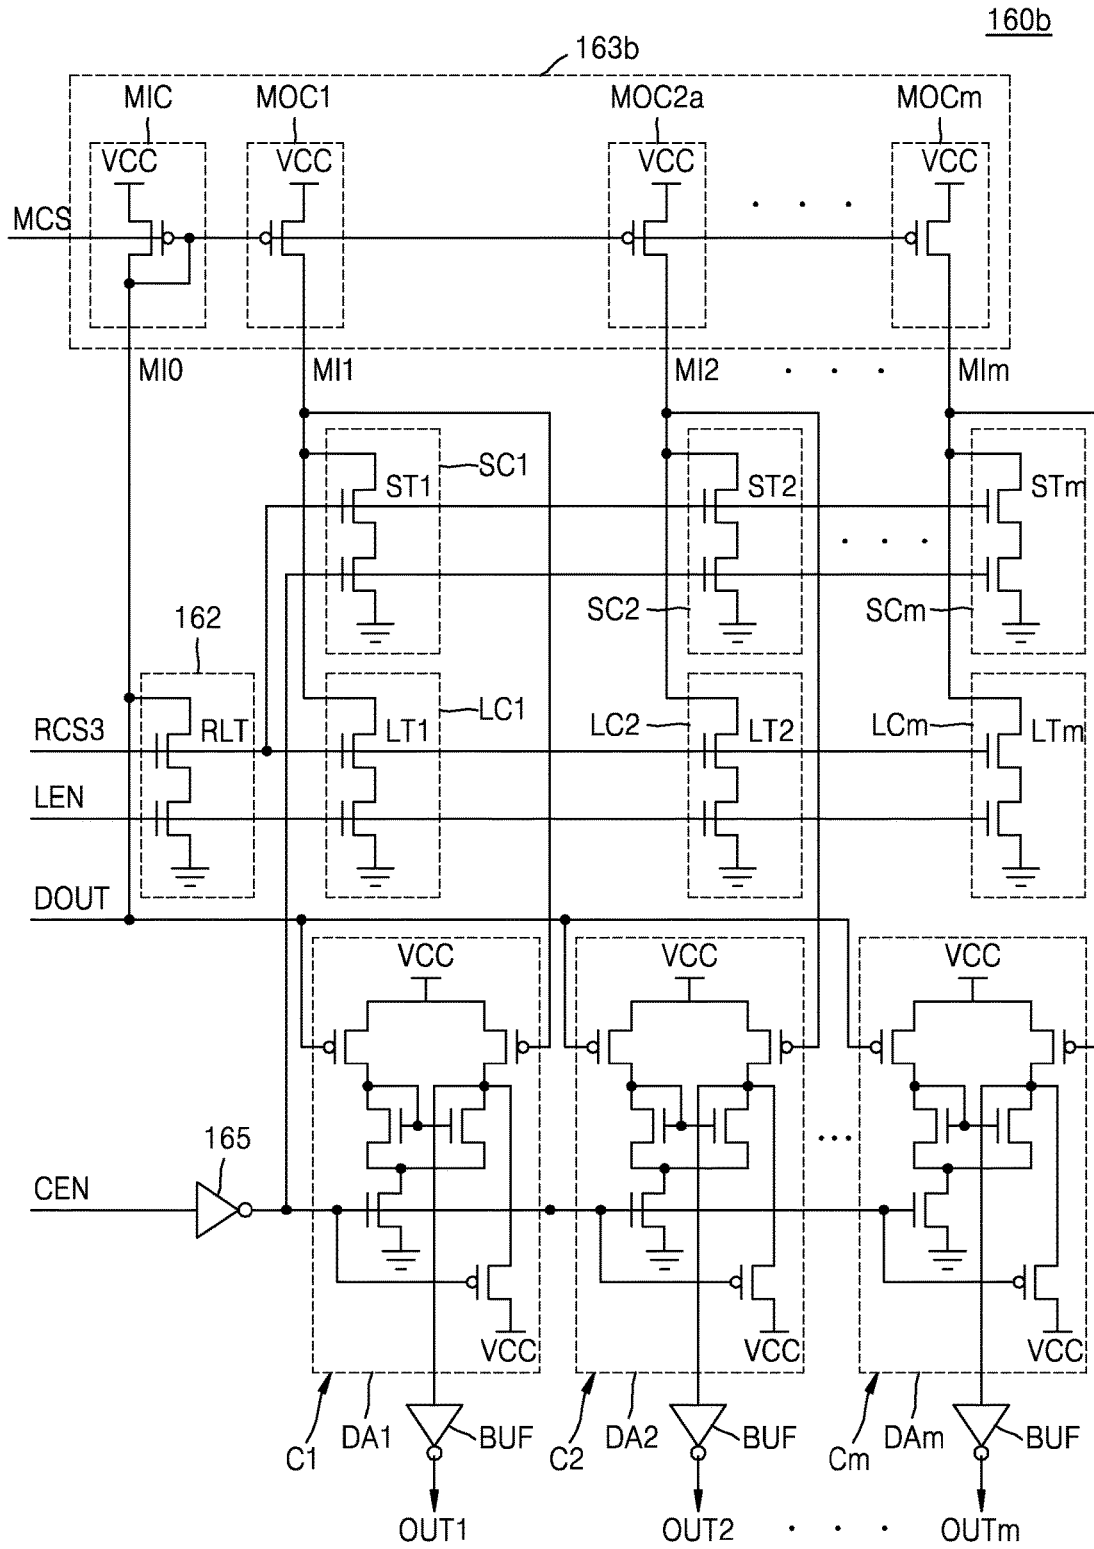 160b
163b
MIC MOC1 MOC2a MOCm
VCC VCC VCC VCC
. . .
MCS
MI0 MI1 MI2 . . . MIm
SC1
ST1 ST2 STm
. . .
SC2 SCm
162
LC1 LC2 LCm
RCS3 RLT LT1 LT2 LTm
LEN
DOUT
VCC VCC VCC
165
...
CEN
VCC VCC VCC
C1 DA1 BUF C2 DA2 BUF Cm DAm BUF
OUT1 OUT2 . . . OUTm